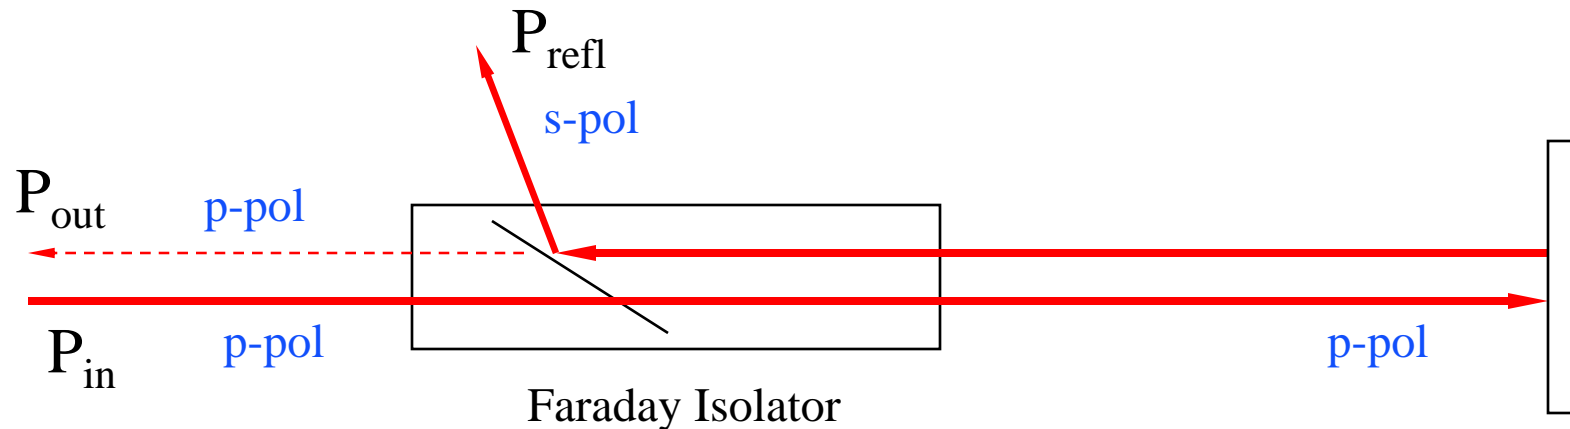 P_refl
s-pol
P_out
p-pol
P_in
p-pol
p-pol
Faraday Isolator